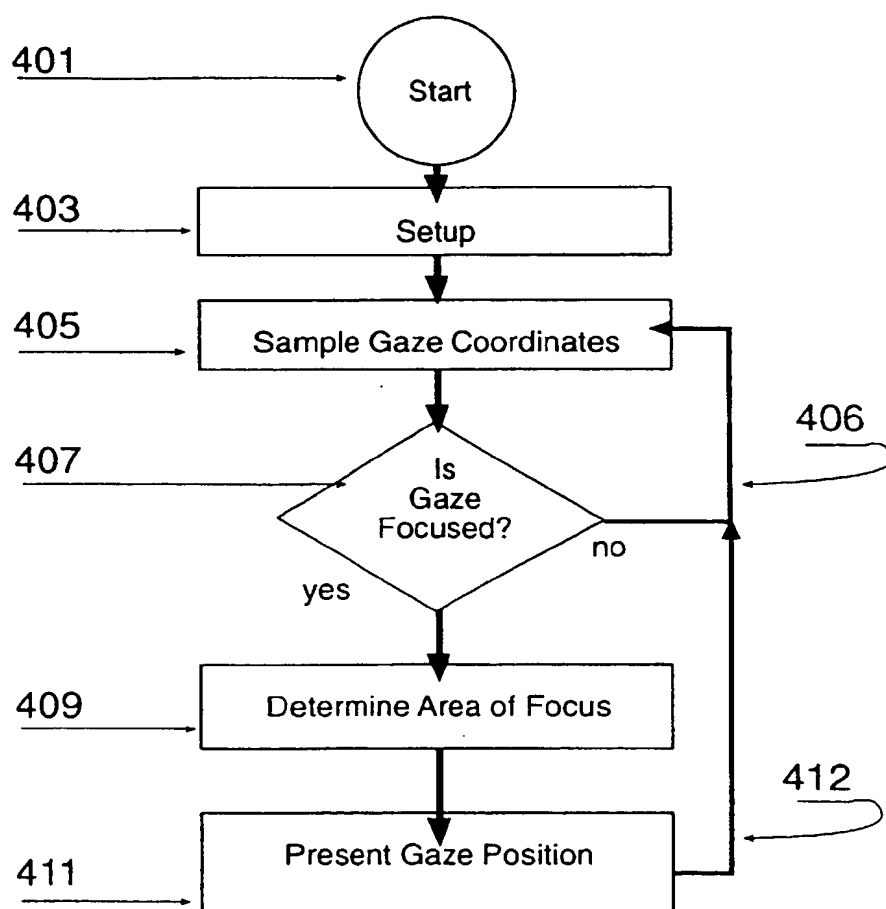 401
Start
403
Setup
405
Sample Gaze Coordinates
406
407
Is
Gaze
Focused?
no
yes
409
Determine Area of Focus
412
Present Gaze Position
411